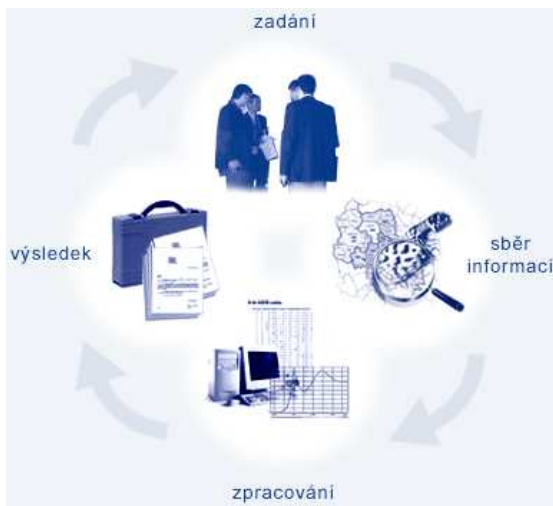 zadání
výsledek
sběr
informací
zpracování